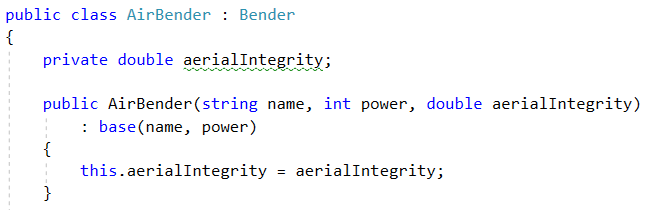 public class AirBender : Bender
{
private double aerialIntegrity;
public AirBender(string name, int power, double aerialIntegrity)
: base(name, power)
{
this.aerialIntegrity = aerialIntegrity;
}